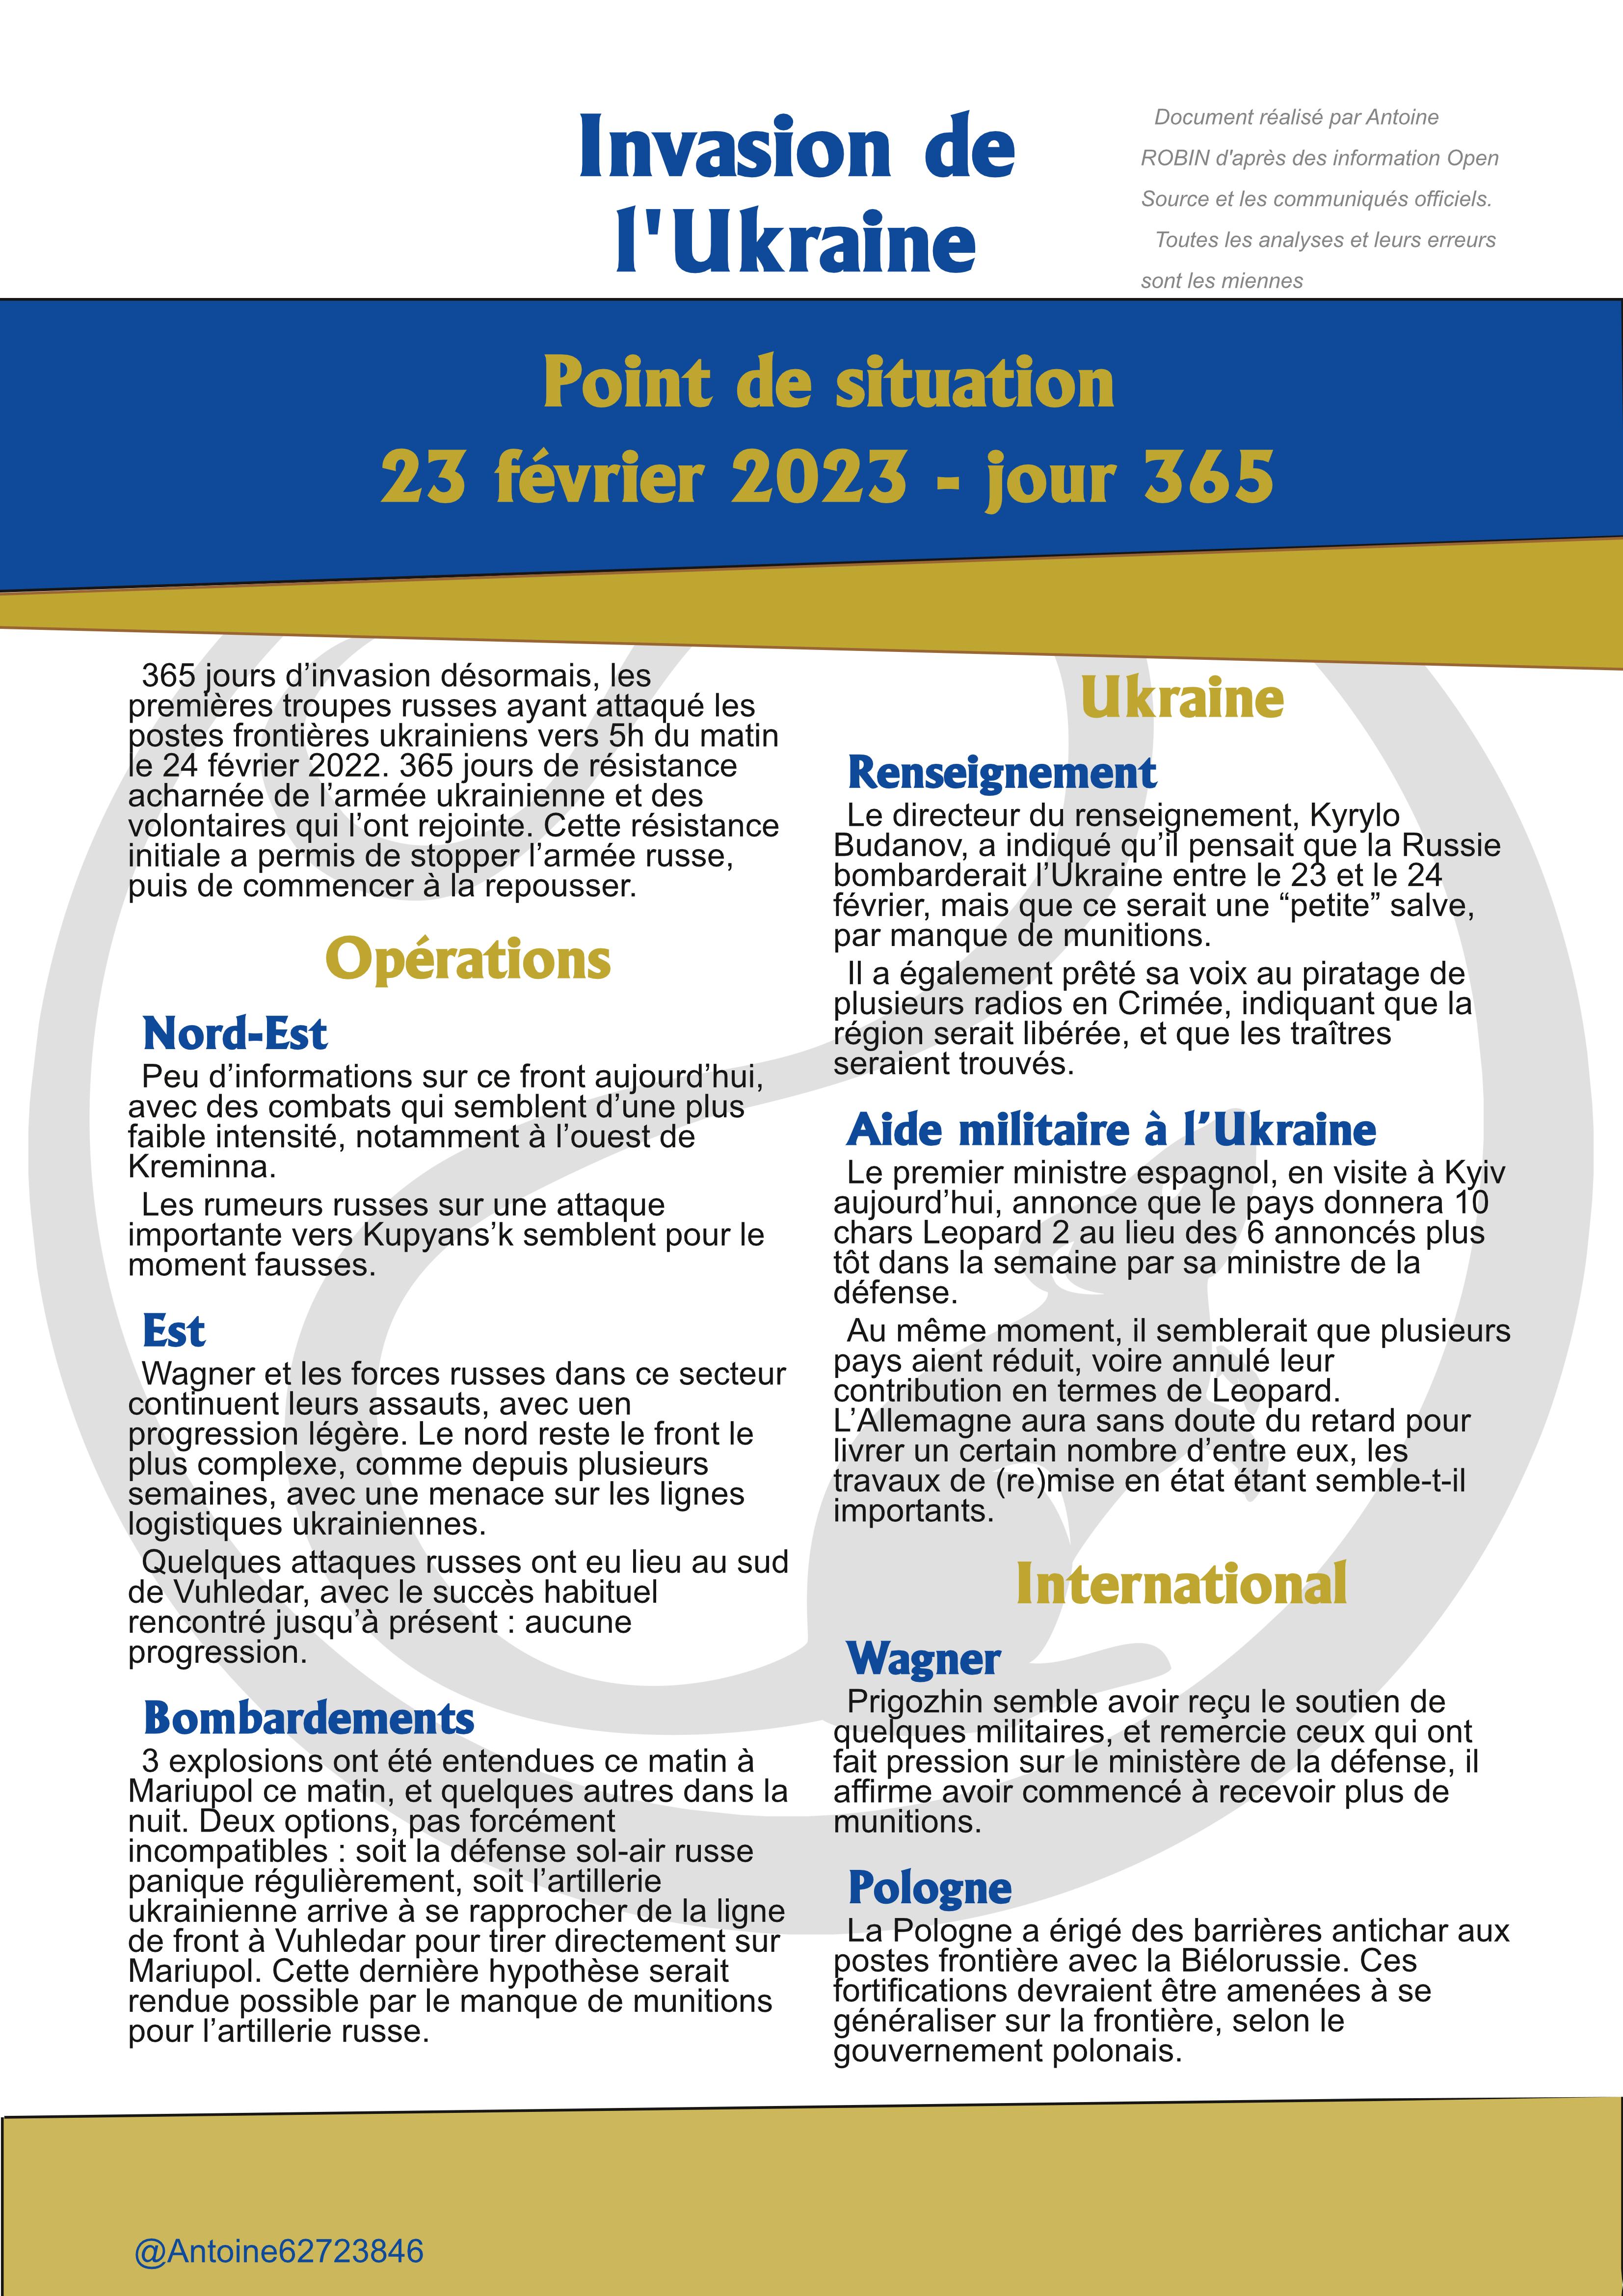 Invasion de
l'Ukraine
Document réalisé par Antoine
ROBIN d'après des information Open
Source et les communiqués officiels.
Toutes les analyses et leurs erreurs
sont les miennes
Point de situation
23 février 2023 - jour 365
365 jours d’invasion désormais, les
premières troupes russes ayant attaqué les
postes frontières ukrainiens vers 5h du matin
le 24 février 2022. 365 jours de résistance
acharnée de l’armée ukrainienne et des
volontaires qui l’ont rejointe. Cette résistance
initiale a permis de stopper l’armée russe,
puis de commencer à la repousser.
Opérations
Nord-Est
Peu d’informations sur ce front aujourd’hui,
avec des combats qui semblent d’une plus
faible intensité, notamment à l’ouest de
Kreminna.
Les rumeurs russes sur une attaque
importante vers Kupyans’k semblent pour le
moment fausses.
Est
Wagner et les forces russes dans ce secteur
continuent leurs assauts, avec uen
progression légère. Le nord reste le front le
plus complexe, comme depuis plusieurs
semaines, avec une menace sur les lignes
logistiques ukrainiennes.
Quelques attaques russes ont eu lieu au sud
de Vuhledar, avec le succès habituel
rencontré jusqu’à présent : aucune
progression.
Bombardements
3 explosions ont été entendues ce matin à
Mariupol ce matin, et quelques autres dans la
nuit. Deux options, pas forcément
incompatibles : soit la défense sol-air russe
panique régulièrement, soit l’artillerie
ukrainienne arrive à se rapprocher de la ligne
de front à Vuhledar pour tirer directement sur
Mariupol. Cette dernière hypothèse serait
rendue possible par le manque de munitions
pour l’artillerie russe.
Ukraine
Renseignement
Le directeur du renseignement, Kyrylo
Budanov, a indiqué qu’il pensait que la Russie
bombarderait l’Ukraine entre le 23 et le 24
février, mais que ce serait une “petite” salve,
par manque de munitions.
Il a également prêté sa voix au piratage de
plusieurs radios en Crimée, indiquant que la
région serait libérée, et que les traîtres
seraient trouvés.
Aide militaire à l’Ukraine
Le premier ministre espagnol, en visite à Kyiv
aujourd’hui, annonce que le pays donnera 10
chars Leopard 2 au lieu des 6 annoncés plus
tôt dans la semaine par sa ministre de la
défense.
Au même moment, il semblerait que plusieurs
pays aient réduit, voire annulé leur
contribution en termes de Leopard.
L’Allemagne aura sans doute du retard pour
livrer un certain nombre d’entre eux, les
travaux de (re)mise en état étant semble-t-il
importants.
International
Wagner
Prigozhin semble avoir reçu le soutien de
quelques militaires, et remercie ceux qui ont
fait pression sur le ministère de la défense, il
affirme avoir commencé à recevoir plus de
munitions.
Pologne
La Pologne a érigé des barrières antichar aux
postes frontière avec la Biélorussie. Ces
fortifications devraient être amenées à se
généraliser sur la frontière, selon le
gouvernement polonais.
@Antoine62723846